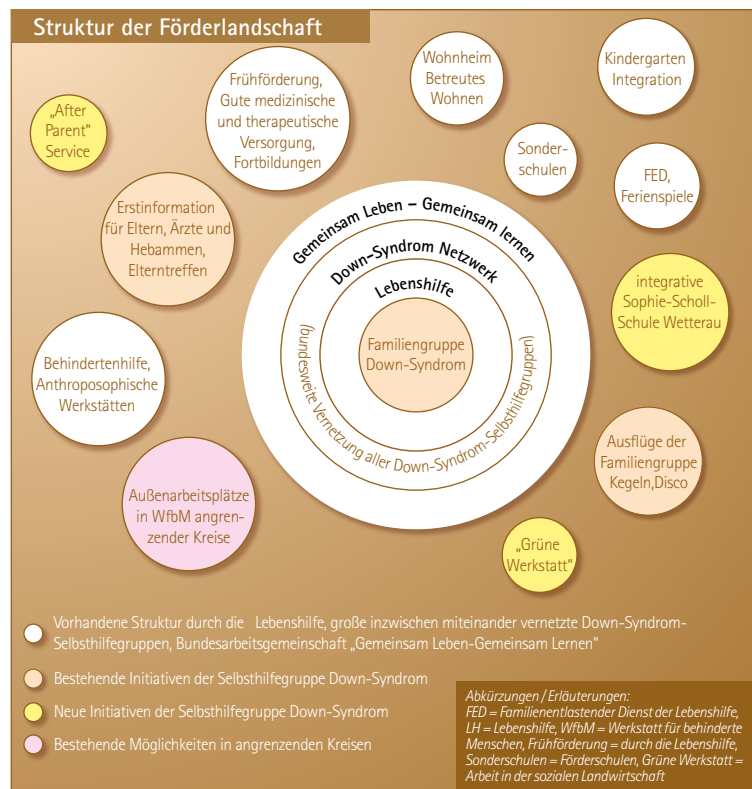 Struktur der Förderlandschaft
„After
Parent"
Service
Frühförderung,
Gute medizinische
und therapeutische
Versorgung,
Fortbildungen
Wohnheim
Betreutes
Wohnen
Kindergarten
Integration
Sonder-
schulen
FED,
Ferienspiele
Erstinformation
für Eltern, Ärzte und
Hebammen,
Elterntreffen
Gemeinsam Leben – Gemeinsam lernen
Down-Syndrom Netzwerk
Lebenshilfe
Familiengruppe
Down-Syndrom
(bundesweite Vernetzung aller Down-Syndrom-Selbsthilfegruppen)
integrative
Sophie-Scholl-
Schule Wetterau
Behindertenhilfe,
Anthroposophische
Werkstätten
Ausflüge der
Familiengruppe
Kegeln,Disco
Außenarbeitsplätze
in WfbM angren-
zender Kreise
„Grüne
Werkstatt"
Vorhandene Struktur durch die Lebenshilfe, große inzwischen miteinander vernetzte Down-Syndrom-
Selbsthilfegruppen, Bundesarbeitsgemeinschaft „Gemeinsam Leben-Gemeinsam Lernen"
Bestehende Initiativen der Selbsthilfegruppe Down-Syndrom
Neue Initiativen der Selbsthilfegruppe Down-Syndrom
Bestehende Möglichkeiten in angrenzenden Kreisen
Abkürzungen / Erläuterungen:
FED = Familienentlastender Dienst der Lebenshilfe,
LH = Lebenshilfe, WfbM = Werkstatt für behinderte
Menschen, Frühförderung = durch die Lebenshilfe,
Sonderschulen = Förderschulen, Grüne Werkstatt =
Arbeit in der sozialen Landwirtschaft